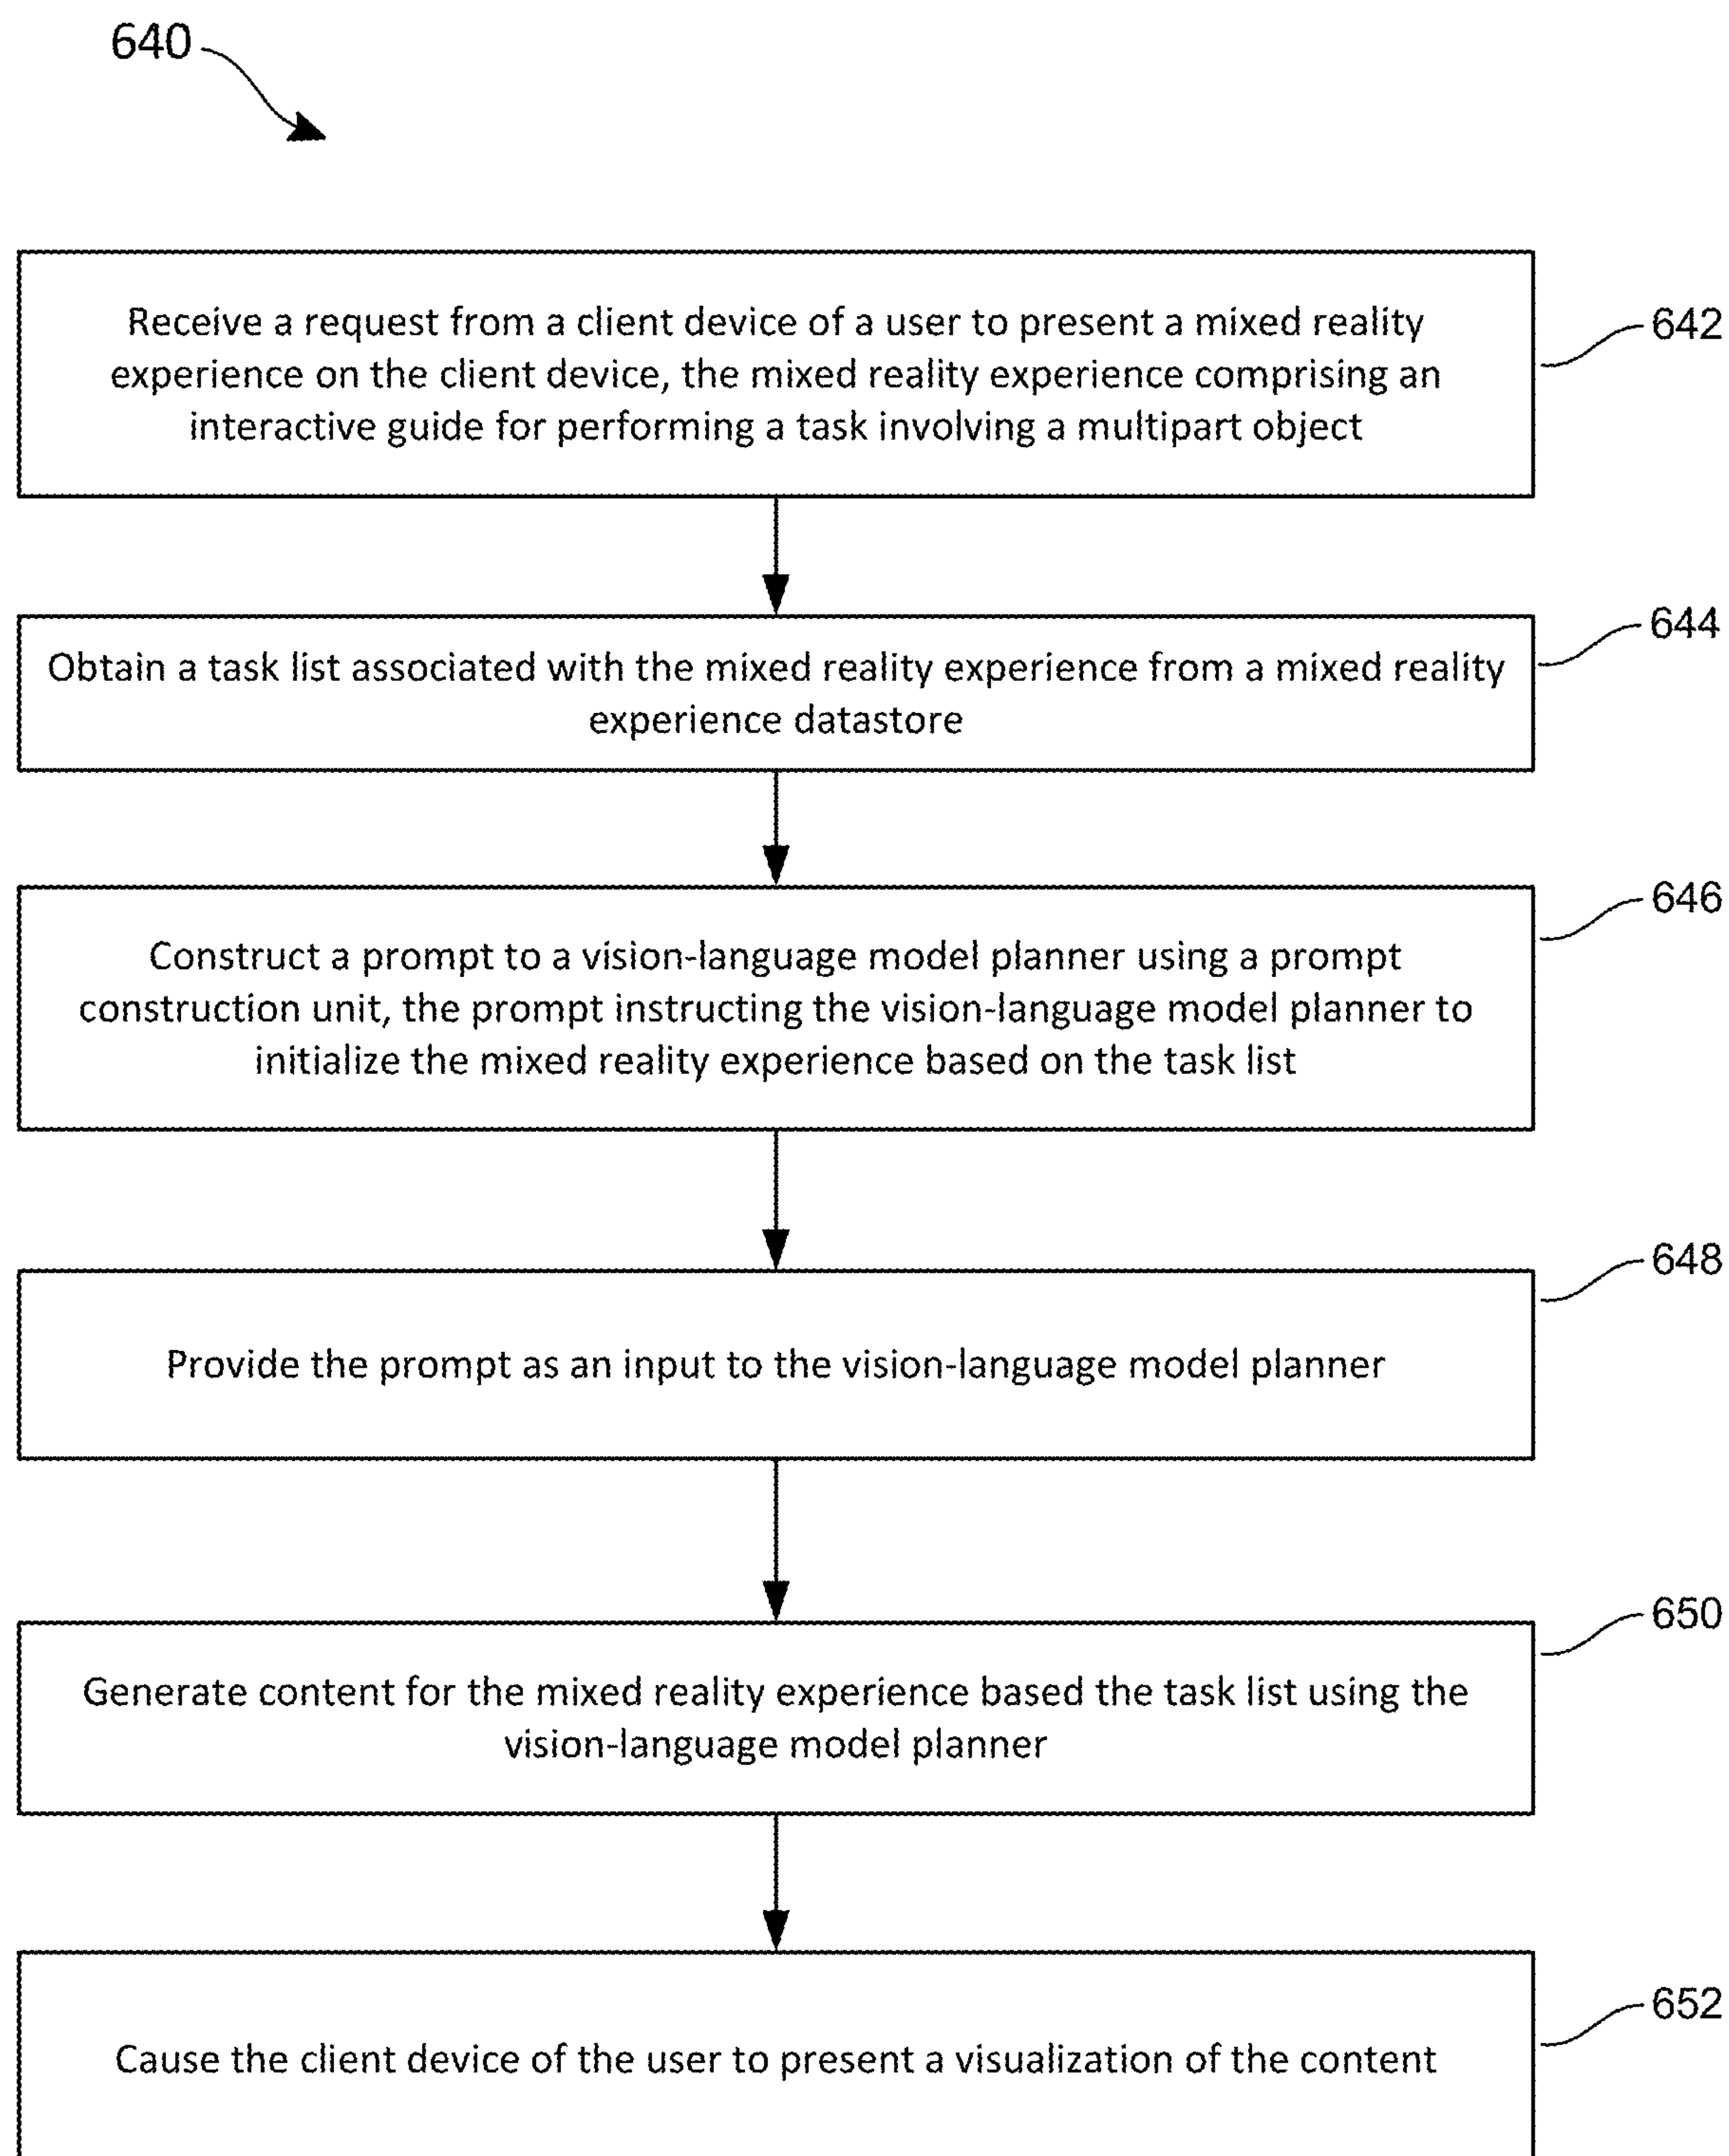 640
Receive a request from a client device of a user to present a mixed reality
experience on the client device, the mixed reality experience comprising an
interactive guide for performing a task involving a multipart object
642
Obtain a task list associated with the mixed reality experience from a mixed reality
experience datastore
644
Construct a prompt to a vision-language model planner using a prompt
construction unit, the prompt instructing the vision-language model planner to
initialize the mixed reality experience based on the task list
646
Provide the prompt as an input to the vision-language model planner
648
Generate content for the mixed reality experience based the task list using the
vision-language model planner
650
Cause the client device of the user to present a visualization of the content
652